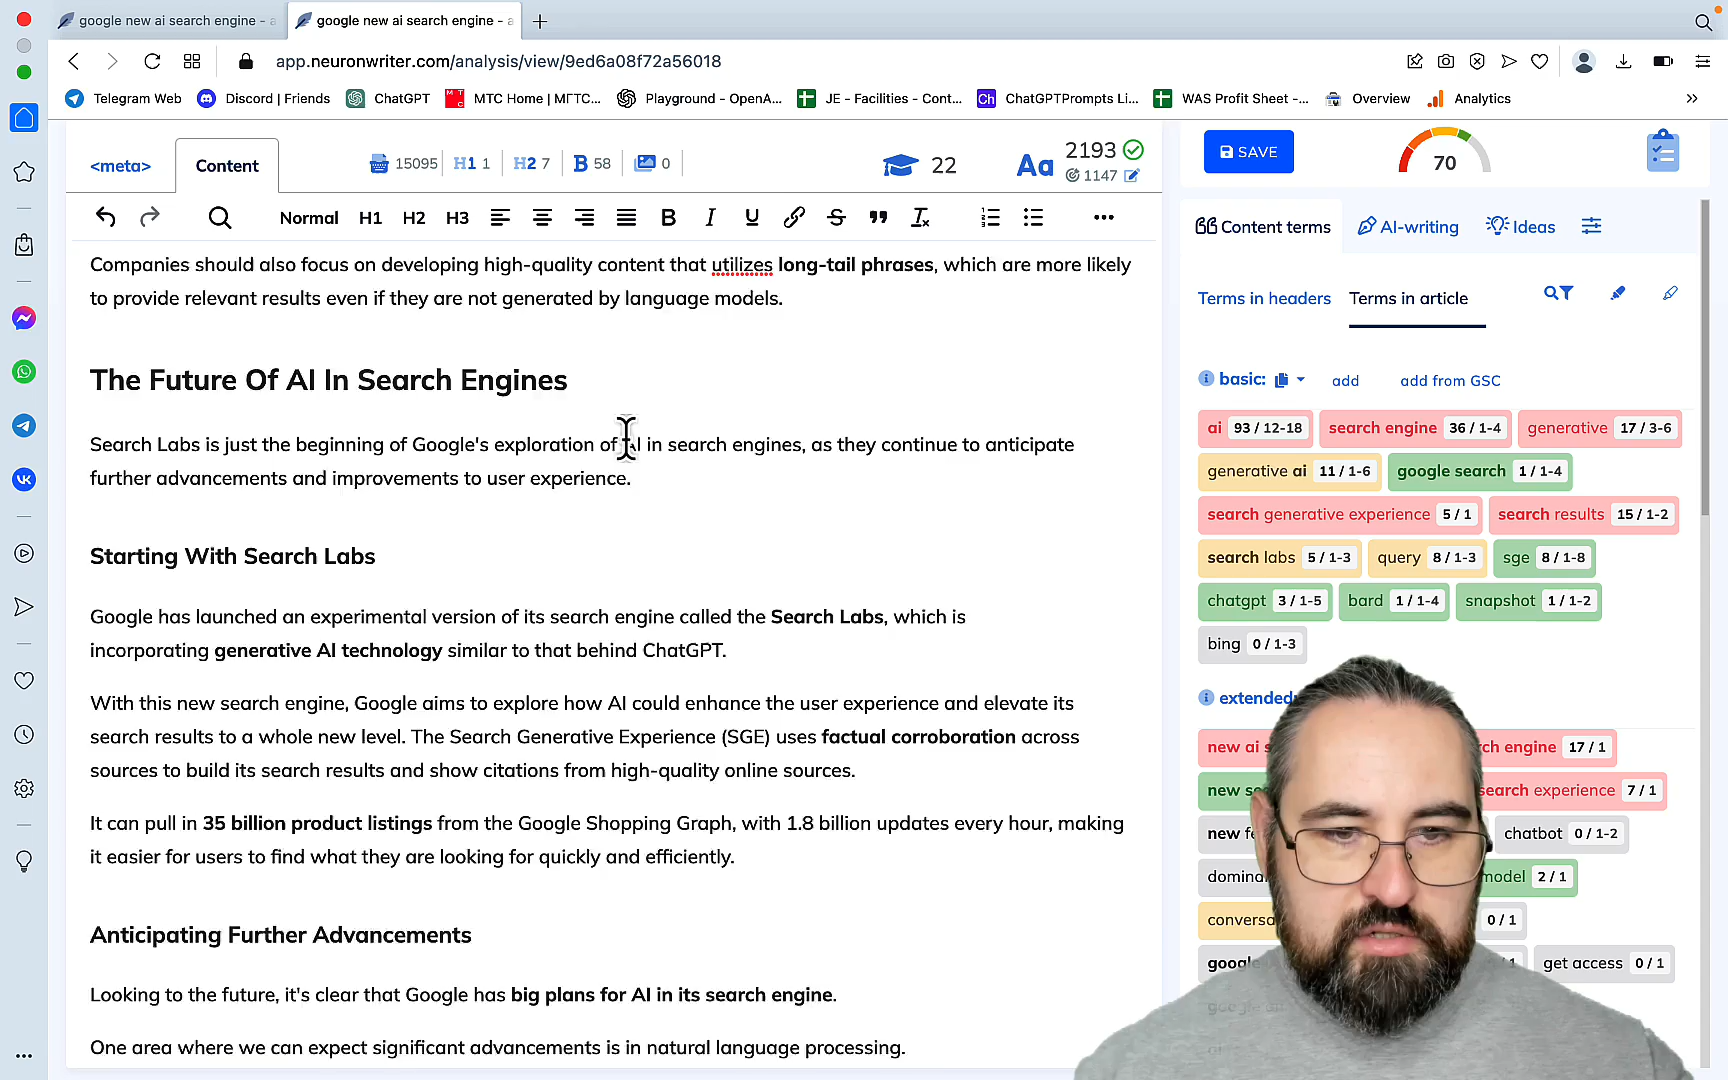 google new ai search engine -
google new ai search engine -
app.neuronwriter.com/analysis/view/9ed6a08f72a56018
Telegram Web
Discord | Friends
ChatGPT
MTC Home | МГТС...
Playground - OpenA...
JE - Facilities - Cont...
Ch ChatGPTPrompts Li...
WAS Profit Sheet -...
Overview
Analytics
<meta>
Content
15095
H1 1
H2 7
B 58
0
22
Aa
2193
1147
SAVE
70
Normal H1 H2 H3
Content terms
AI-writing
Ideas
Terms in headers
Terms in article
basic:
add
add from GSC
ai 93 / 12-18
search engine 36 / 1-4
generative 17 / 3-6
generative ai 11 / 1-6
google search 1 / 1-4
search generative experience 5 / 1
search results 15 / 1-2
search labs 5 / 1-3
query 8 / 1-3
sge 8 / 1-8
chatgpt 3 / 1-5
bard 1 / 1-4
snapshot 1 / 1-2
bing 0 / 1-3
extended
new ai
engine 17 / 1
new
search experience 7 / 1
new
chatbot 0 / 1-2
model 2 / 1
0 / 1
get access 0 / 1
Companies should also focus on developing high-quality content that utilizes long-tail phrases, which are more likely
to provide relevant results even if they are not generated by language models.
The Future Of AI In Search Engines
Search Labs is just the beginning of Google's exploration of AI in search engines, as they continue to anticipate
further advancements and improvements to user experience.
Starting With Search Labs
Google has launched an experimental version of its search engine called the Search Labs, which is
incorporating generative AI technology similar to that behind ChatGPT.
With this new search engine, Google aims to explore how AI could enhance the user experience and elevate its
search results to a whole new level. The Search Generative Experience (SGE) uses factual corroboration across
sources to build its search results and show citations from high-quality online sources.
It can pull in 35 billion product listings from the Google Shopping Graph, with 1.8 billion updates every hour, making
it easier for users to find what they are looking for quickly and efficiently.
Anticipating Further Advancements
Looking to the future, it's clear that Google has big plans for AI in its search engine.
One area where we can expect significant advancements is in natural language processing.